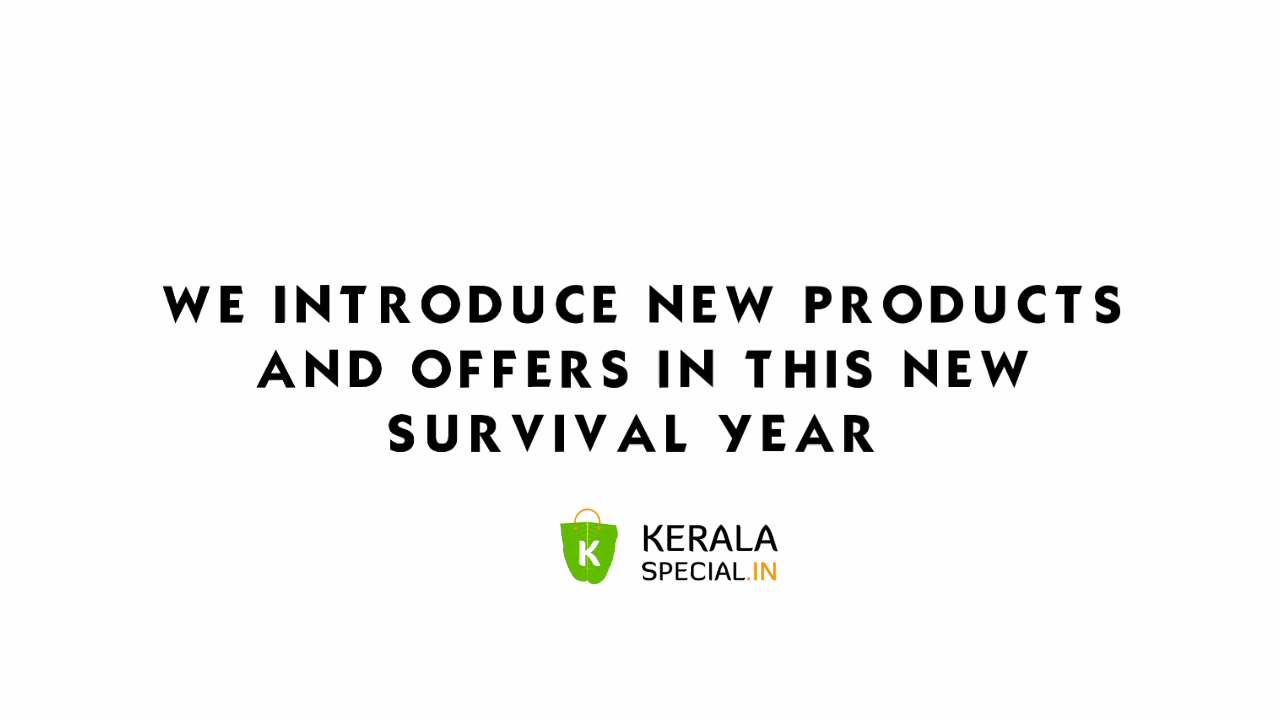 WE INTRODUCE NEW PRODUCTS
AND OFFERS IN THIS NEW
SURVIVAL YEAR
K
KERALA
SPECIAL.IN